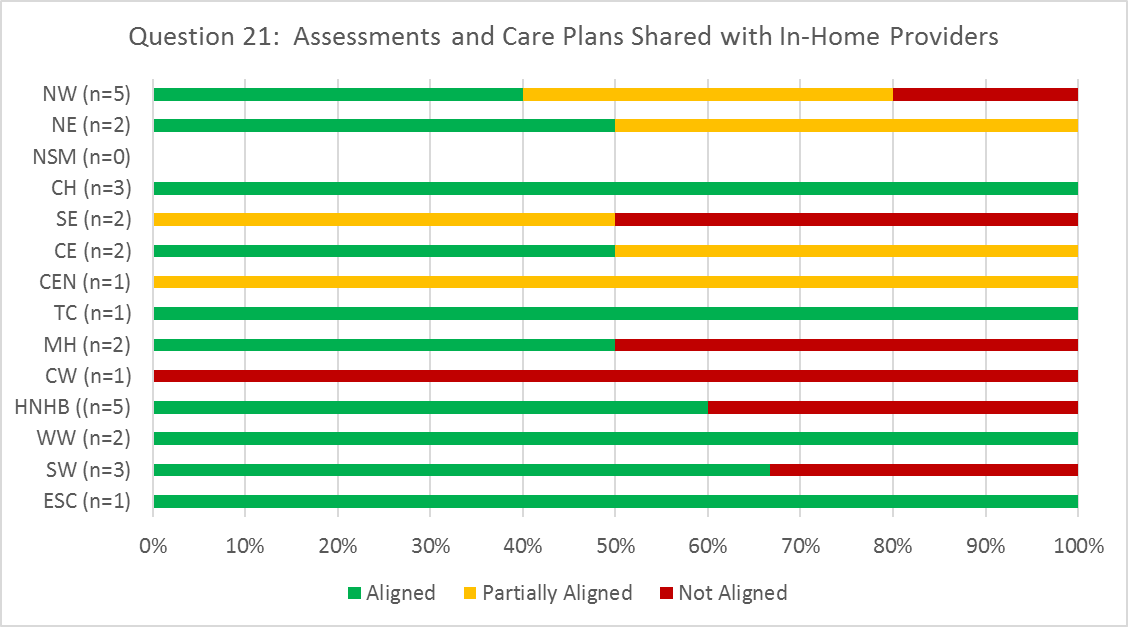 Question 21:  Assessments and Care Plans Shared with In-Home Providers
NW (n=5)
NE (n=2)
NSM (n=0)
CH (n=3)
SE (n=2)
CE (n=2)
CEN (n=1)
TC (n=1)
MH (n=2)
CW (n=1)
HNHB ((n=5)
WW (n=2)
SW (n=3)
ESC (n=1)
0% 10% 20% 30% 40% 50% 60% 70% 80% 90% 100%
Aligned Partially Aligned Not Aligned